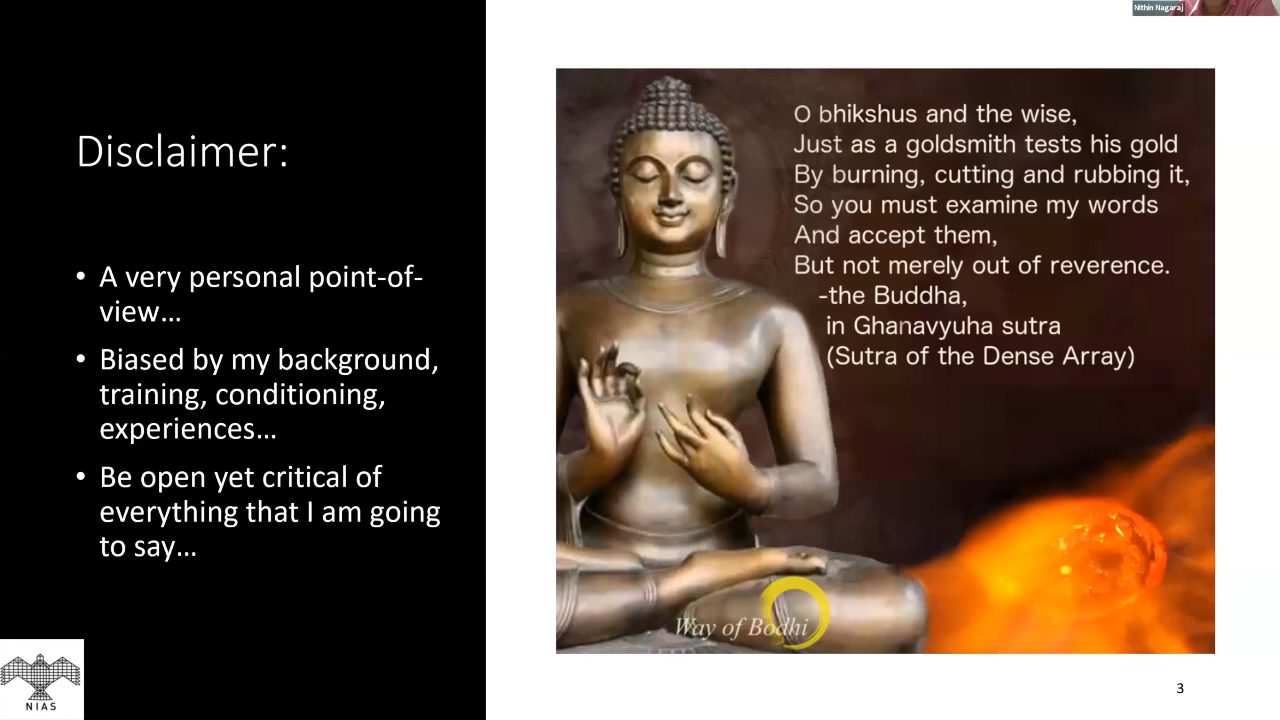 Nithin Nagaraj
Disclaimer:
• A very personal point-of-
view…
• Biased by my background,
training, conditioning,
experiences…
• Be open yet critical of
everything that I am going
to say…
O bhikshus and the wise,
Just as a goldsmith tests his gold
By burning, cutting and rubbing it,
So you must examine my words
And accept them,
But not merely out of reverence.
-the Buddha,
in Ghanavyuha sutra
(Sutra of the Dense Array)
Way of Bodhi
NIAS
3